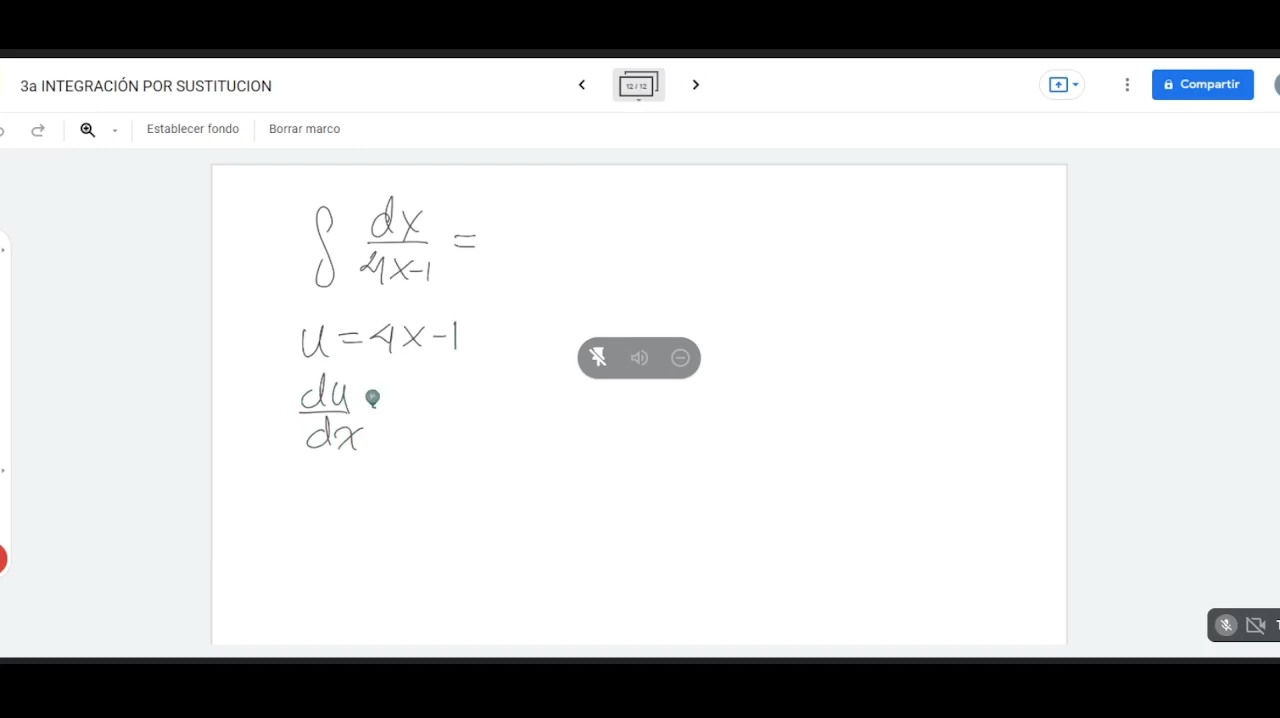 3a INTEGRACIÓN POR SUSTITUCION
12 / 12
Compartir
Establecer fondo
Borrar marco
∫ dx/(4x-1) =
u = 4x-1
du/dx